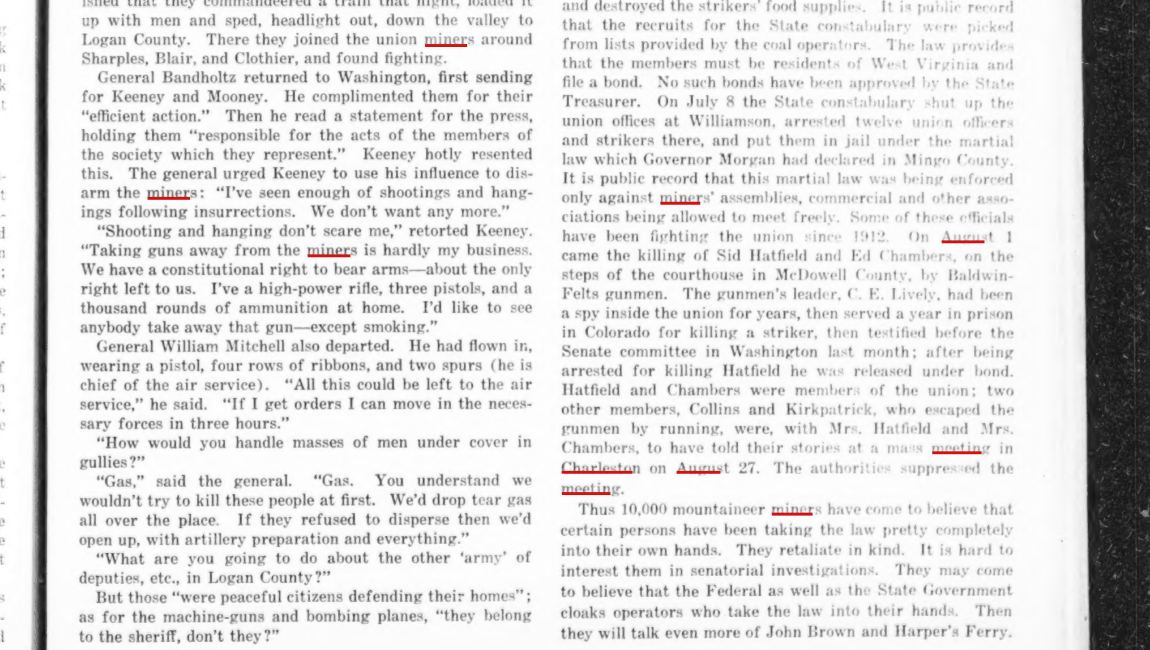 ished that they commandeered a train that night, loaded it
up with men and sped, headlight out, down the valley to
Logan County. There they joined the union miners around
Sharples, Blair, and Clothier, and found fighting.
General Bandholtz returned to Washington, first sending
for Keeney and Mooney. He complimented them for their
“efficient action.” Then he read a statement for the press,
holding them “responsible for the acts of the members of
the society which they represent.” Keeney hotly resented
this. The general urged Keeney to use his influence to dis-
arm the miners: “I’ve seen enough of shootings and hang-
ings following insurrections. We don’t want any more.”
“Shooting and hanging don’t scare me,” retorted Keeney.
“Taking guns away from the miners is hardly my business.
We have a constitutional right to bear arms—about the only
right left to us. I’ve a high-power rifle, three pistols, and a
thousand rounds of ammunition at home. I’d like to see
anybody take away that gun—except smoking.”
General William Mitchell also departed. He had flown in,
wearing a pistol, four rows of ribbons, and two spurs (he is
chief of the air service). “All this could be left to the air
service,” he said. “If I get orders I can move in the neces-
sary forces in three hours.”
“How would you handle masses of men under cover in
gullies?”
“Gas,” said the general. “Gas. You understand we
wouldn’t try to kill these people at first. We’d drop tear gas
all over the place. If they refused to disperse then we’d
open up, with artillery preparation and everything.”
“What are you going to do about the other ‘army’ of
deputies, etc., in Logan County?”
But those “were peaceful citizens defending their homes”;
as for the machine-guns and bombing planes, “they belong
to the sheriff, don’t they?”
and destroyed the strikers’ food supplies. It is public record
that the recruits for the State constabulary were picked
from lists provided by the coal operators. The law provides
that the members must be residents of West Virginia and
file a bond. No such bonds have been approved by the State
Treasurer. On July 8 the State constabulary shut up the
union offices at Williamson, arrested twelve union officers
and strikers there, and put them in jail under the martial
law which Governor Morgan had declared in Mingo County.
It is public record that this martial law was being enforced
only against miners’ assemblies, commercial and other asso-
ciations being allowed to meet freely. Some of these officials
have been fighting the union since 1912. On August 1
came the killing of Sid Hatfield and Ed Chambers, on the
steps of the courthouse in McDowell County, by Baldwin-
Felts gunmen. The gunmen’s leader, C. E. Lively, had been
a spy inside the union for years, then served a year in prison
in Colorado for killing a striker, then testified before the
Senate committee in Washington last month; after being
arrested for killing Hatfield he was released under bond.
Hatfield and Chambers were members of the union; two
other members, Collins and Kirkpatrick, who escaped the
gunmen by running, were, with Mrs. Hatfield and Mrs.
Chambers, to have told their stories at a mass meeting in
Charleston on August 27. The authorities suppressed the
meeting.
Thus 10,000 mountaineer miners have come to believe that
certain persons have been taking the law pretty completely
into their own hands. They retaliate in kind. It is hard to
interest them in senatorial investigations. They may come
to believe that the Federal as well as the State Government
cloaks operators who take the law into their hands. Then
they will talk even more of John Brown and Harper’s Ferry.